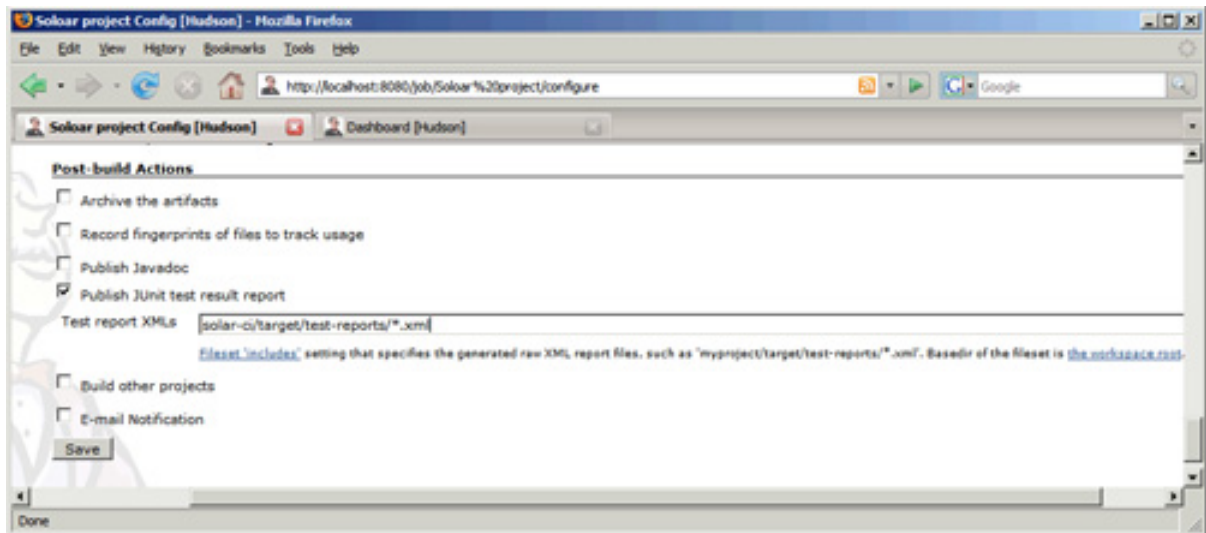 Soloar project Config [Hudson] - Mozilla Firefox
File Edit View History Bookmarks Tools Help
http://localhost:8080/job/Soloar%20project/configure
Google
Soloar project Config [Hudson] Dashboard [Hudson]
Post-build Actions
Archive the artifacts
Record fingerprints of files to track usage
Publish Javadoc
Publish JUnit test result report
Test report XMLs solar-ci/target/test-reports/*.xml
Fileset 'includes' setting that specifies the generated raw XML report files, such as 'myproject/target/test-reports/*.xml'. Basedir of the fileset is the workspace root.
Build other projects
E-mail Notification
Save
Done